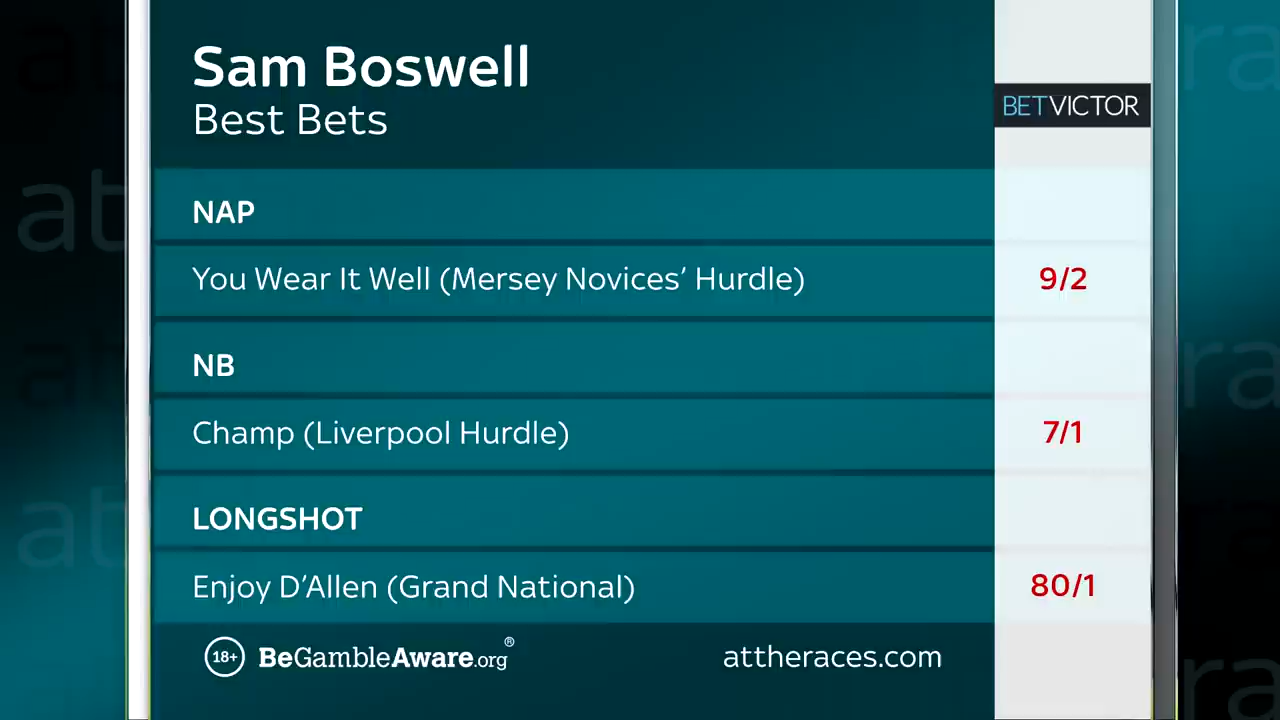 Sam Boswell
Best Bets
BETVICTOR
NAP
You Wear It Well (Mersey Novices' Hurdle) 9/2
NB
Champ (Liverpool Hurdle) 7/1
LONGSHOT
Enjoy D'Allen (Grand National) 80/1
18+ BeGambleAware.org® attheraces.com